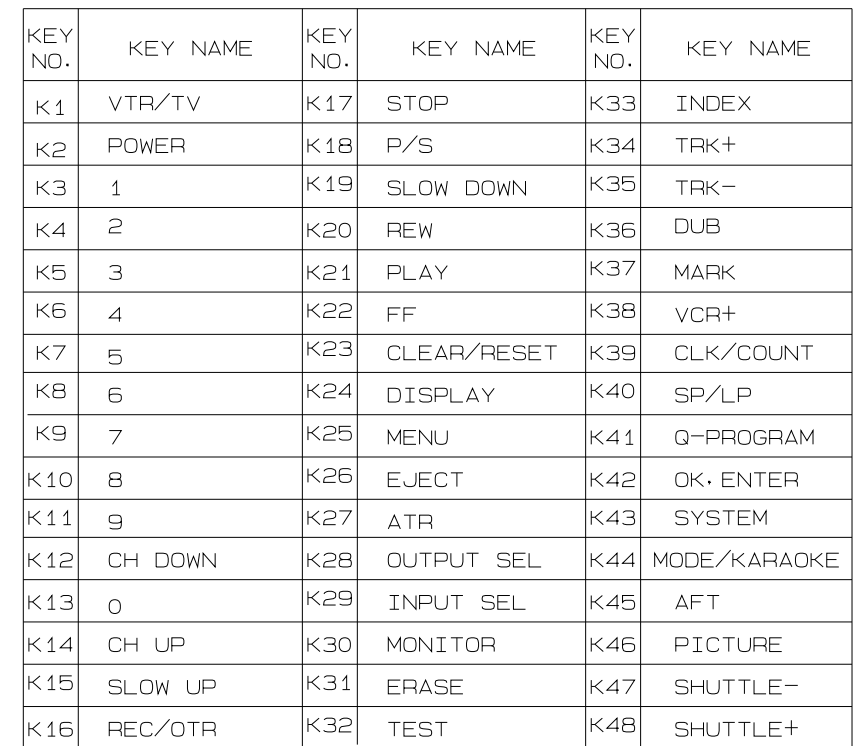 KEY NO. KEY NAME KEY NO. KEY NAME KEY NO. KEY NAME
K1 VTR/TV K17 STOP K33 INDEX
K2 POWER K18 P/S K34 TRK+
K3 1 K19 SLOW DOWN K35 TRK-
K4 2 K20 REW K36 DUB
K5 3 K21 PLAY K37 MARK
K6 4 K22 FF K38 VCR+
K7 5 K23 CLEAR/RESET K39 CLK/COUNT
K8 6 K24 DISPLAY K40 SP/LP
K9 7 K25 MENU K41 Q-PROGRAM
K10 8 K26 EJECT K42 OK, ENTER
K11 9 K27 ATR K43 SYSTEM
K12 CH DOWN K28 OUTPUT SEL K44 MODE/KARAOKE
K13 0 K29 INPUT SEL K45 AFT
K14 CH UP K30 MONITOR K46 PICTURE
K15 SLOW UP K31 ERASE K47 SHUTTLE-
K16 REC/OTR K32 TEST K48 SHUTTLE+